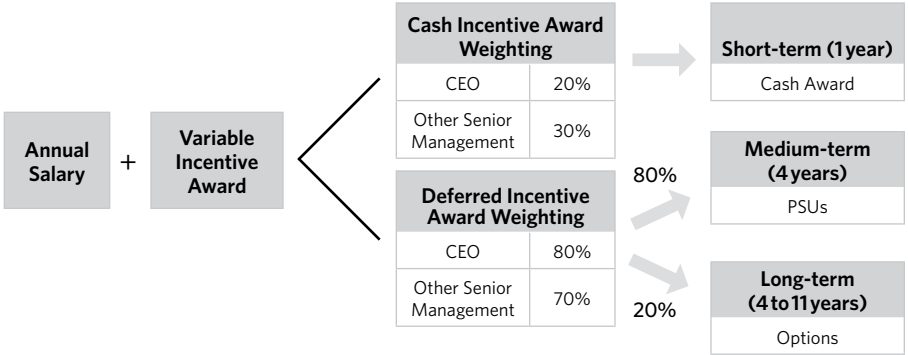 Annual
Salary
+
Variable
Incentive
Award
Cash Incentive Award
Weighting
CEO 20%
Other Senior
Management 30%
Deferred Incentive
Award Weighting
CEO 80%
Other Senior
Management 70%
80%
20%
Short-term (1 year)
Cash Award
Medium-term
(4 years)
PSUs
Long-term
(4 to 11 years)
Options